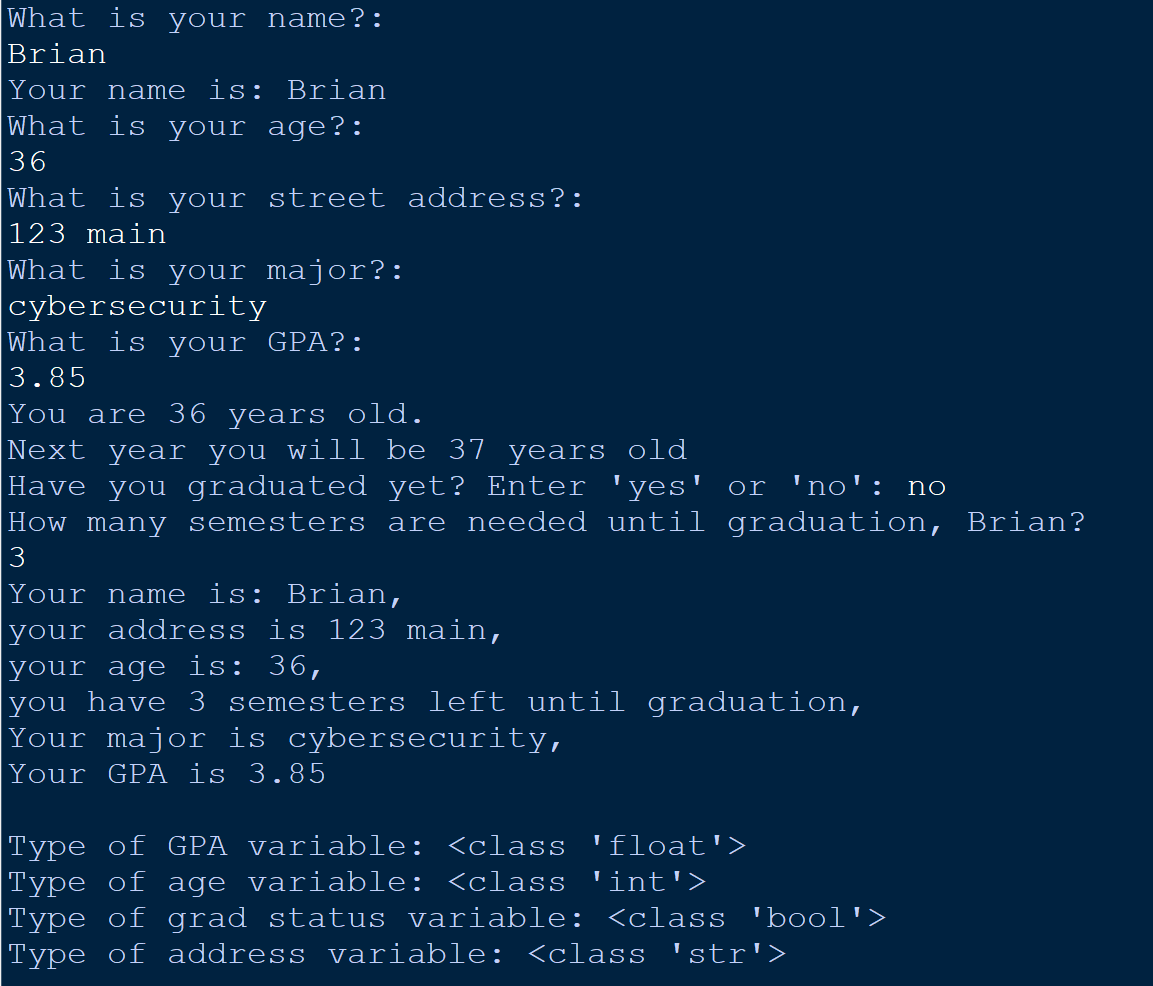 What is your name?:
Brian
Your name is: Brian
What is your age?:
36
What is your street address?:
123 main
What is your major?:
cybersecurity
What is your GPA?:
3.85
You are 36 years old.
Next year you will be 37 years old
Have you graduated yet? Enter 'yes' or 'no': no
How many semesters are needed until graduation, Brian?
3
Your name is: Brian,
your address is 123 main,
your age is: 36,
you have 3 semesters left until graduation,
Your major is cybersecurity,
Your GPA is 3.85
Type of GPA variable: <class 'float'>
Type of age variable: <class 'int'>
Type of grad status variable: <class 'bool'>
Type of address variable: <class 'str'>